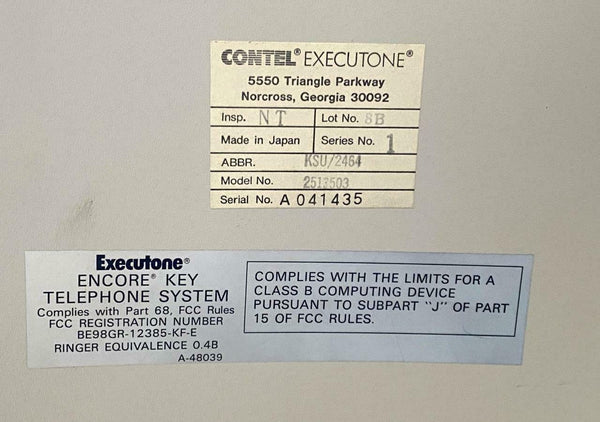 CONTEL® EXECUTONE®
5550 Triangle Parkway
Norcross, Georgia 30092
Insp. NT Lot No. 8B
Made in Japan Series No. 1
ABBR. KSU/2464
Model No. 2513503
Serial No. A 041435
Executone®
ENCORE® KEY
TELEPHONE SYSTEM
Complies with Part 68, FCC Rules
FCC REGISTRATION NUMBER
BE98GR-12385-KF-E
RINGER EQUIVALENCE 0.4B
A-48039
COMPLIES WITH THE LIMITS FOR A
CLASS B COMPUTING DEVICE
PURSUANT TO SUBPART "J" OF PART
15 OF FCC RULES.